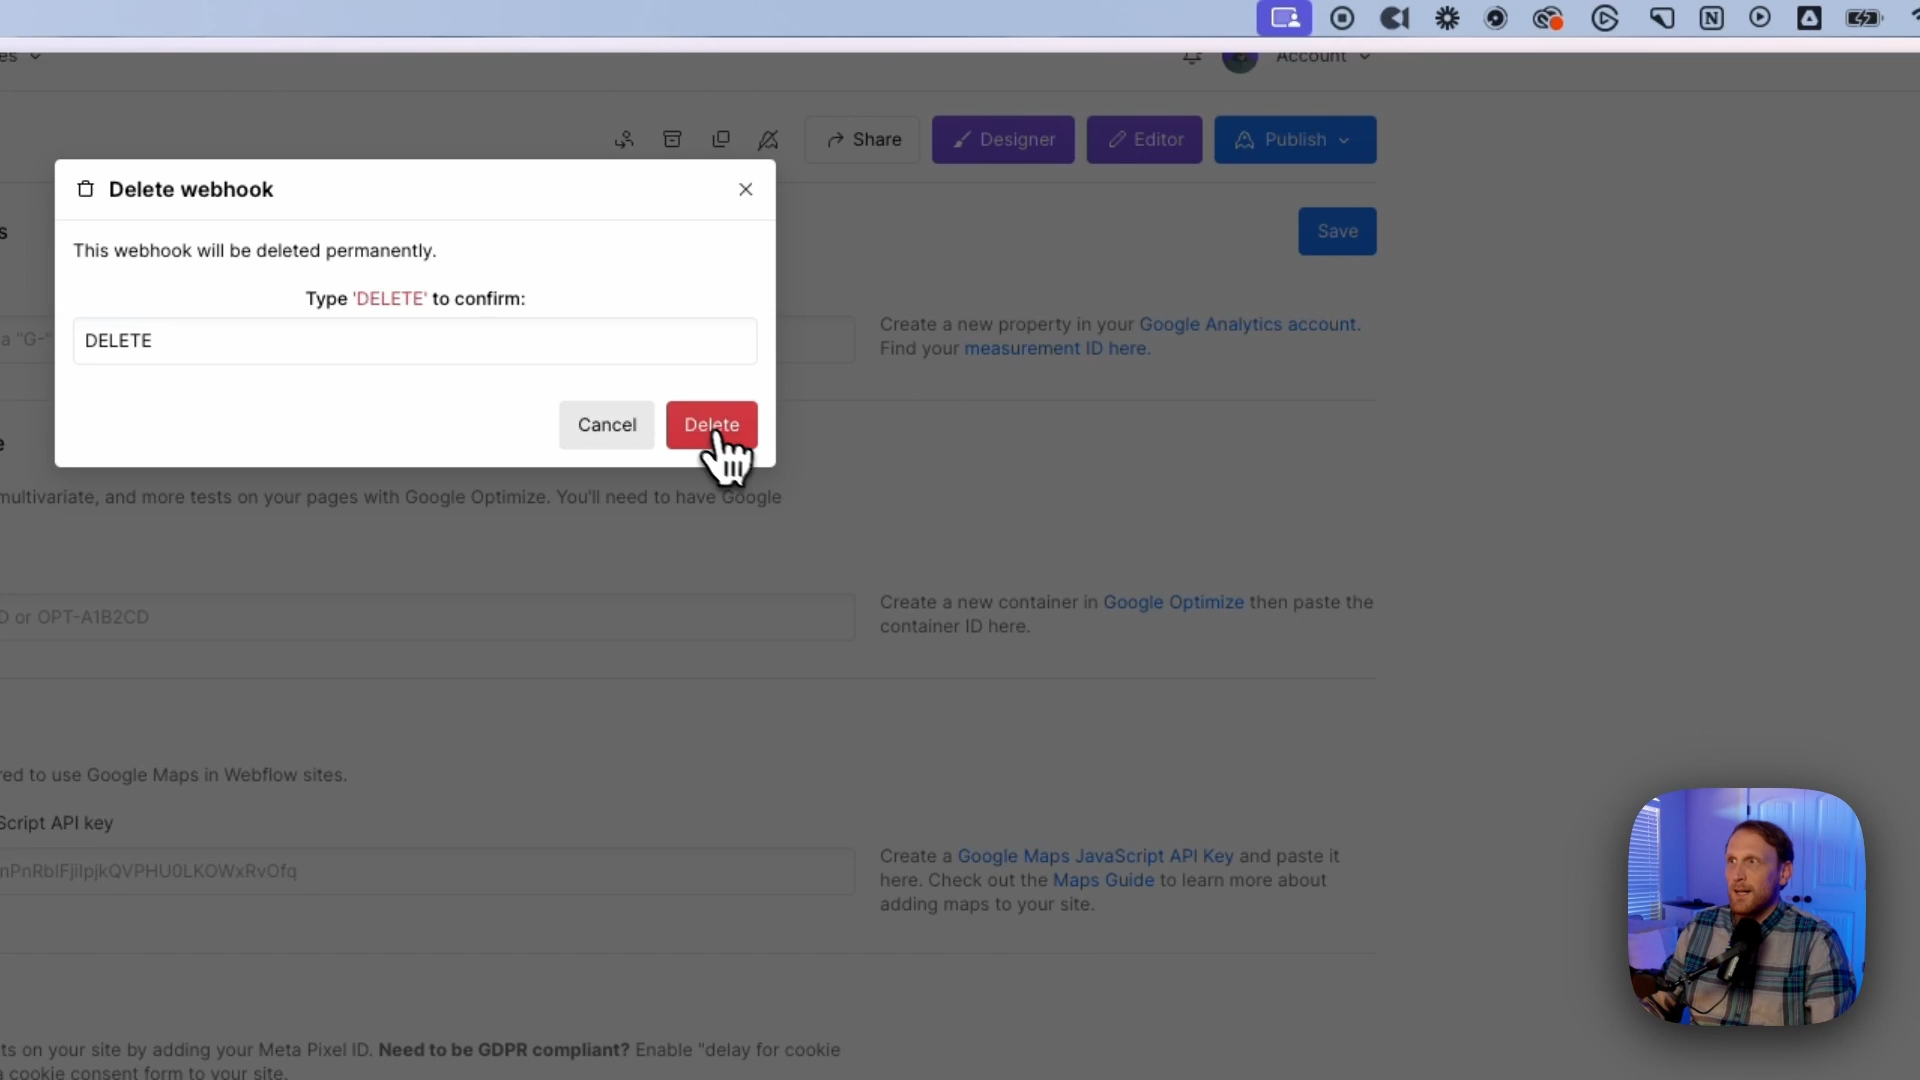 Account
Share
Designer
Editor
Publish
Delete webhook
This webhook will be deleted permanently.
Type 'DELETE' to confirm:
DELETE
Cancel
Delete
Save
a "G-"
Create a new property in your Google Analytics account.
Find your measurement ID here.
multivariate, and more tests on your pages with Google Optimize. You'll need to have Google
D or OPT-A1B2CD
Create a new container in Google Optimize then paste the
container ID here.
red to use Google Maps in Webflow sites.
Script API key
Create a Google Maps JavaScript API Key and paste it
here. Check out the Maps Guide to learn more about
adding maps to your site.
ts on your site by adding your Meta Pixel ID. Need to be GDPR compliant? Enable "delay for cookie
a cookie consent form to your site.